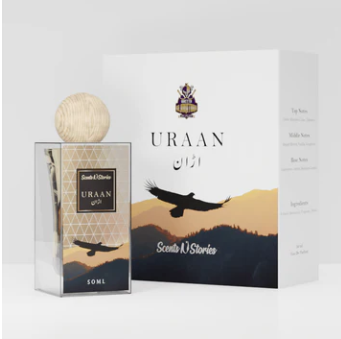 URAAN
اڑان
Scents N Stories
Top Notes
Middle Notes
Base Notes
Ingredients
Scents N Stories
URAAN
اڑان
50ML